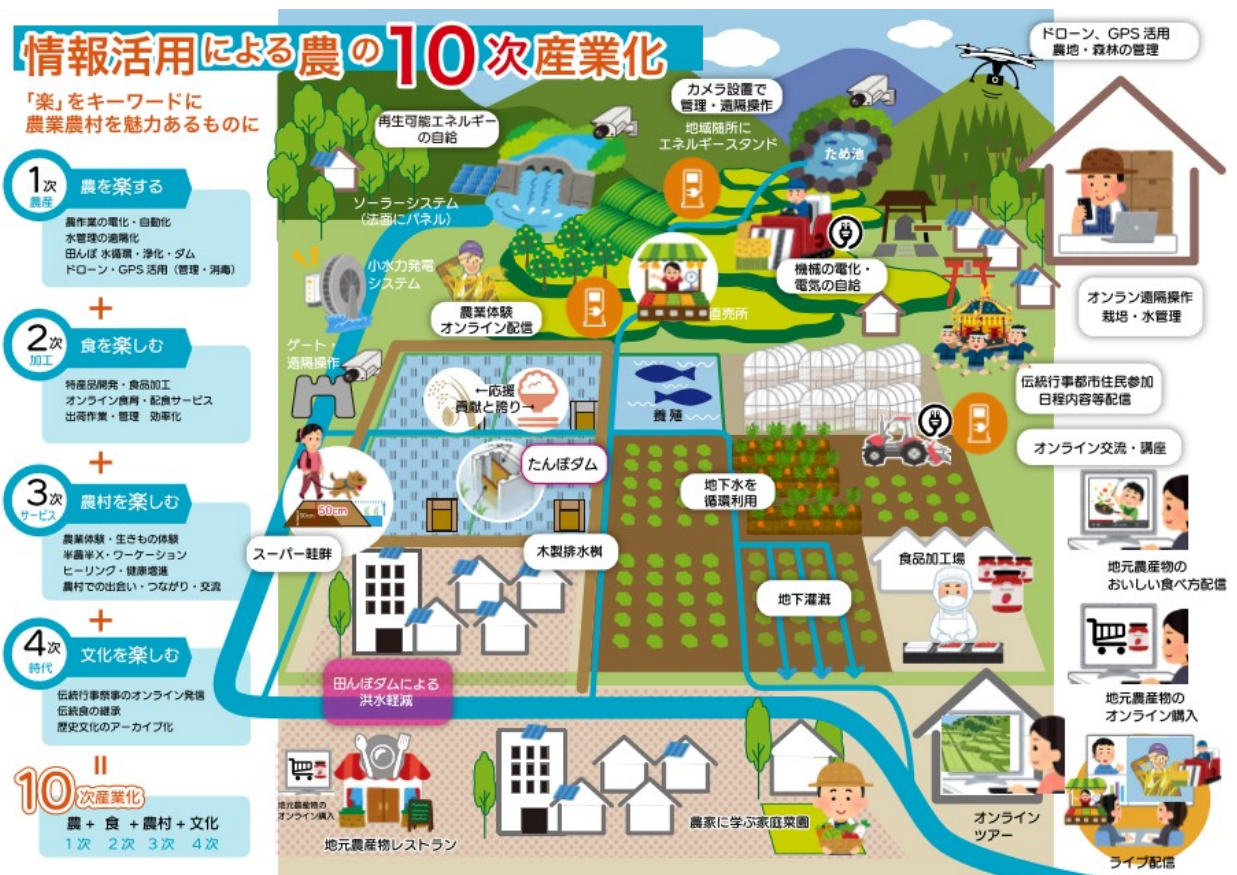 情報活用による農の10次産業化
「楽」をキーワードに
農業農村を魅力あるものに
1次
農産
農を楽する
農作業の電化・自動化
水管理の遠隔化
田んぼ 水循環・浄化・ダム
ドローン・GPS 活用(管理・消毒)
+
2次
加工
食を楽しむ
特産品開発・食品加工
オンライン食育・配食サービス
出荷作業・管理 効率化
+
3次
サービス
農村を楽しむ
農業体験・生きもの体験
半農半X・ワーケーション
ヒーリング・健康増進
農村での出会い・つながり・交流
+
4次
時代
文化を楽しむ
伝統行事祭事のオンライン発信
伝統食の継承
歴史文化のアーカイブ化
=
10次産業化
農 + 食 + 農村 + 文化
1次 2次 3次 4次
再生可能エネルギー
の自給
カメラ設置で
管理・遠隔操作
地域随所に
エネルギースタンド
ため池
ドローン、GPS 活用
農地・森林の管理
ソーラーシステム
(法面にパネル)
小水力発電
システム
農業体験
オンライン配信
直売所
機械の電化・
電気の自給
オンラン遠隔操作
栽培・水管理
ゲート・
遠隔操作
←応援
貢献と誇り→
養殖
伝統行事都市住民参加
日程内容等配信
オンライン交流・講座
たんぼダム
地下水を
循環利用
50cm
50cm
スーパー畦畔
木製排水桝
地下灌漑
食品加工場
地元農産物の
おいしい食べ方配信
田んぼダムによる
洪水軽減
地元農産物の
オンライン購入
地元農産物の
オンライン購入
地元農産物レストラン
農家に学ぶ家庭菜園
オンライン
ツアー
ライブ配信